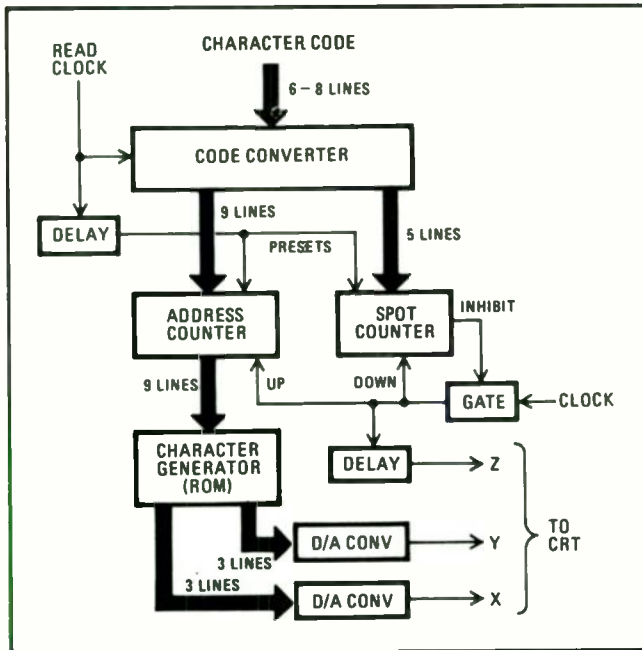 READ
CLOCK
CHARACTER CODE
6 – 8 LINES
CODE CONVERTER
9 LINES
5 LINES
DELAY
PRESETS
ADDRESS
COUNTER
SPOT
COUNTER
INHIBIT
9 LINES
UP
DOWN
GATE
CLOCK
CHARACTER
GENERATOR
(ROM)
DELAY
Z
3 LINES
D/A CONV
Y
TO
CRT
3 LINES
D/A CONV
X